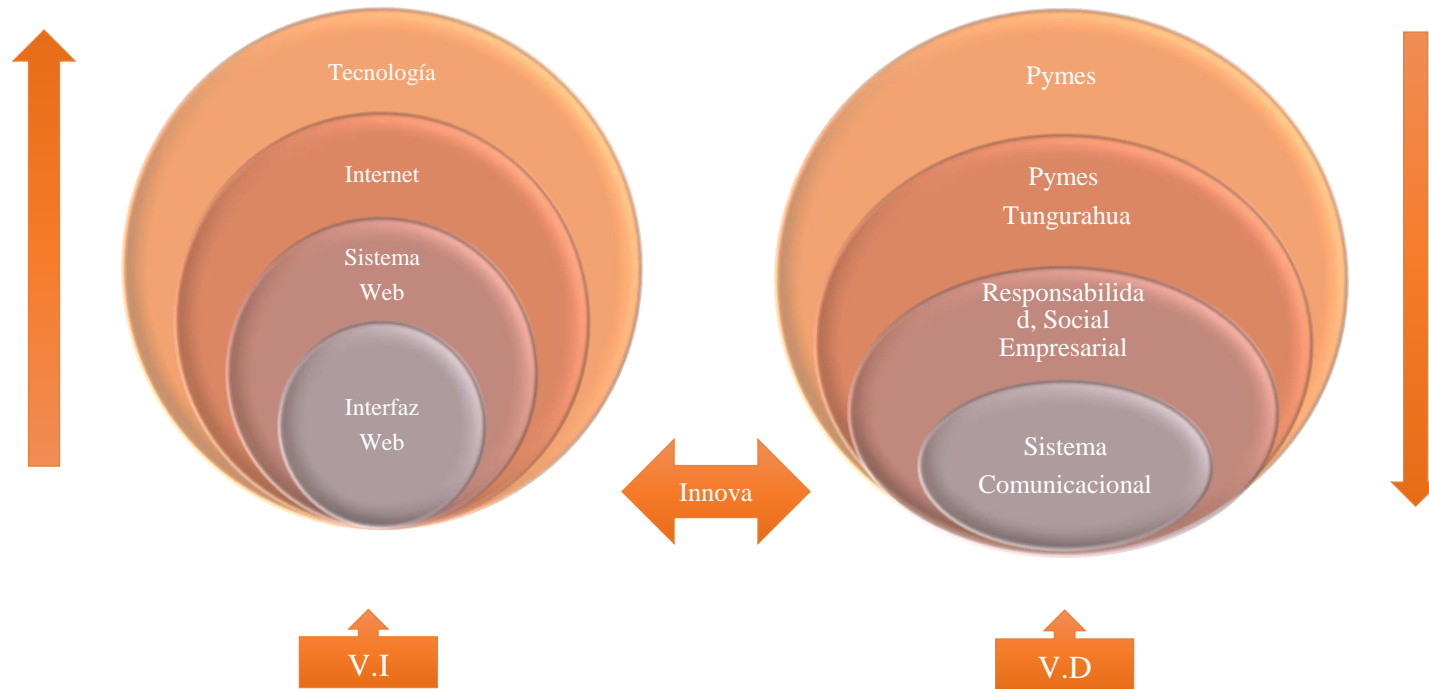 Tecnología
Internet
Sistema
Web
Interfaz
Web
Innova
Pymes
Pymes
Tungurahua
Responsabilida
d, Social
Empresarial
Sistema
Comunicacional
V.I
V.D